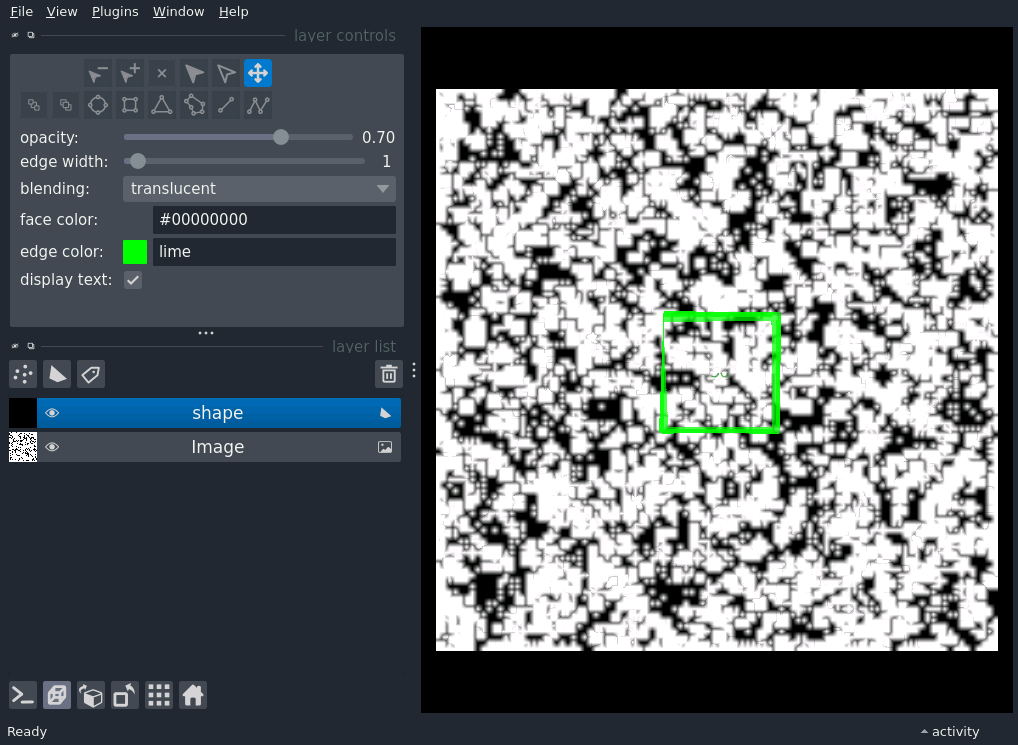 File View Plugins Window Help
layer controls
opacity: 0.70
edge width: 1
blending: translucent
face color: #00000000
edge color: lime
display text:
layer list
shape
Image
Ready
activity